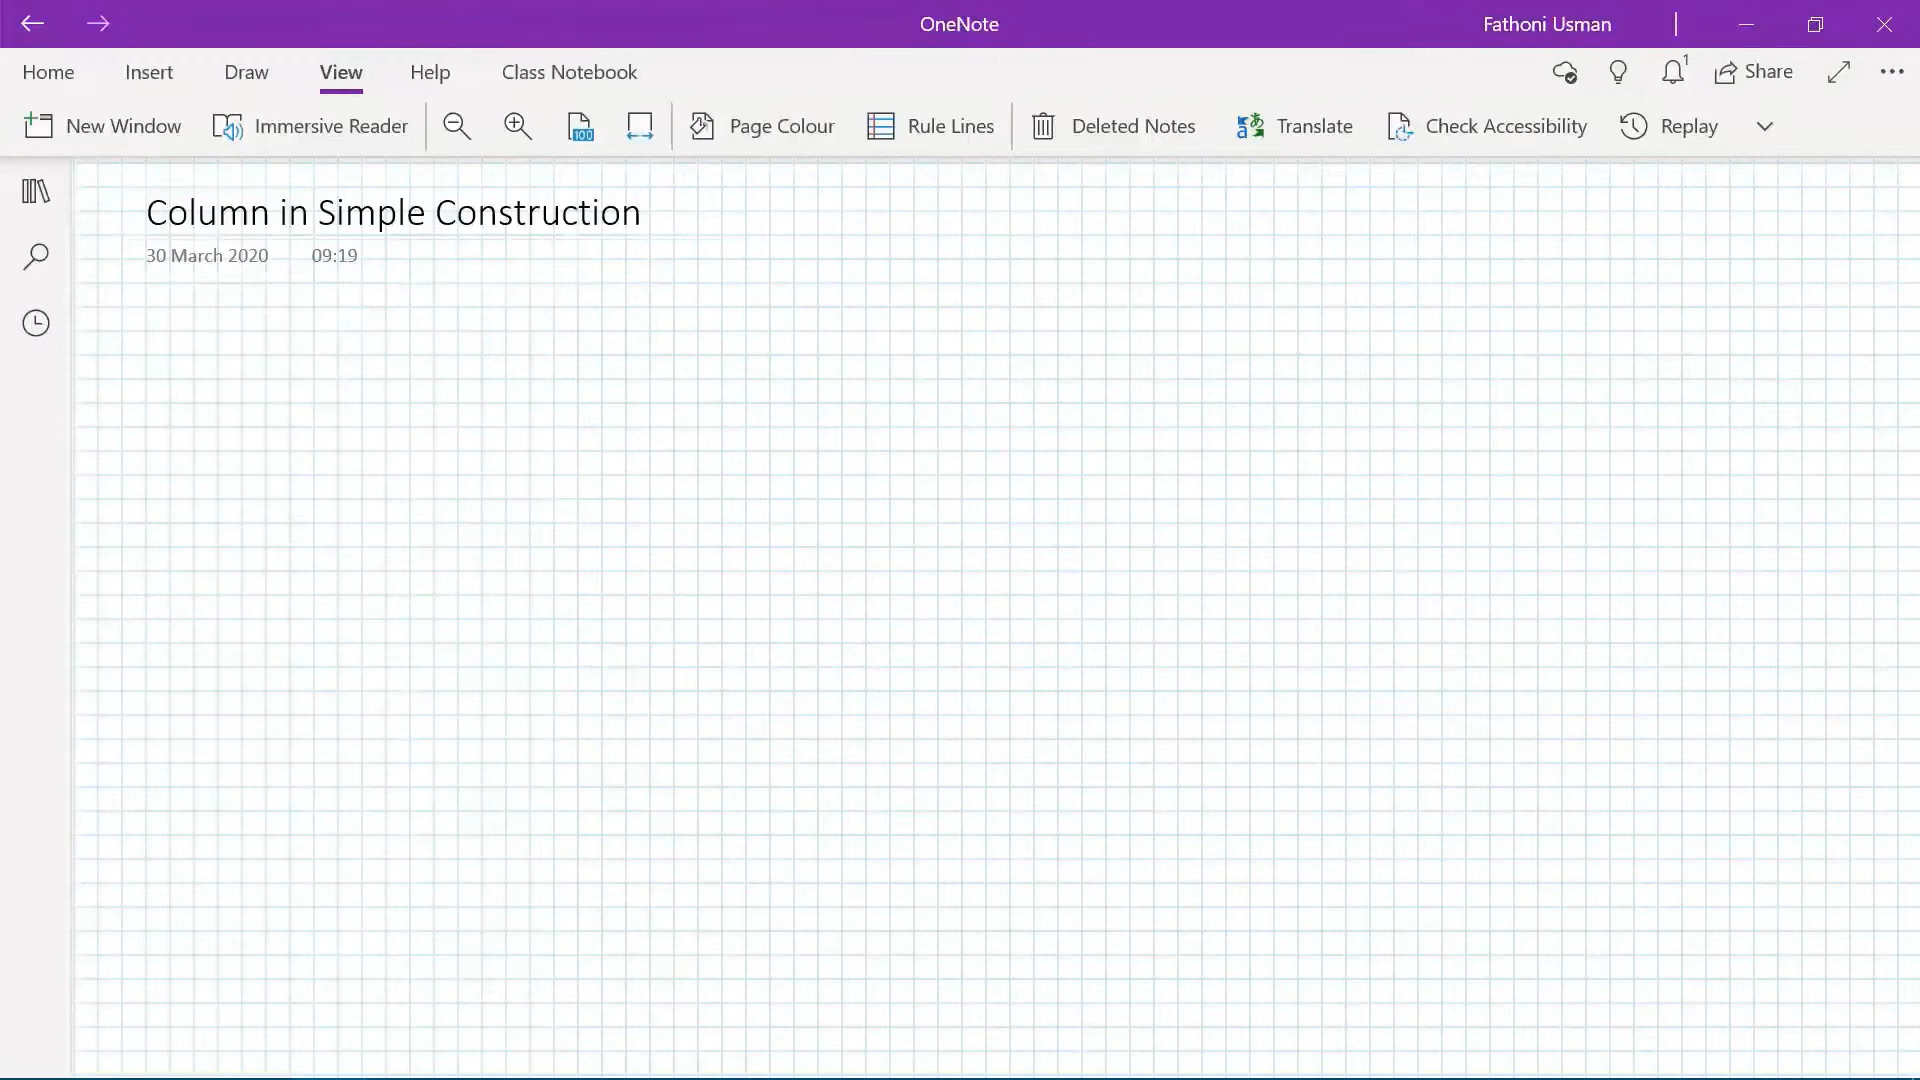 OneNote
Fathoni Usman
Home Insert Draw View Help Class Notebook
1 Share
New Window Immersive Reader 100 Page Colour Rule Lines Deleted Notes Translate Check Accessibility Replay
Column in Simple Construction
30 March 2020 09:19